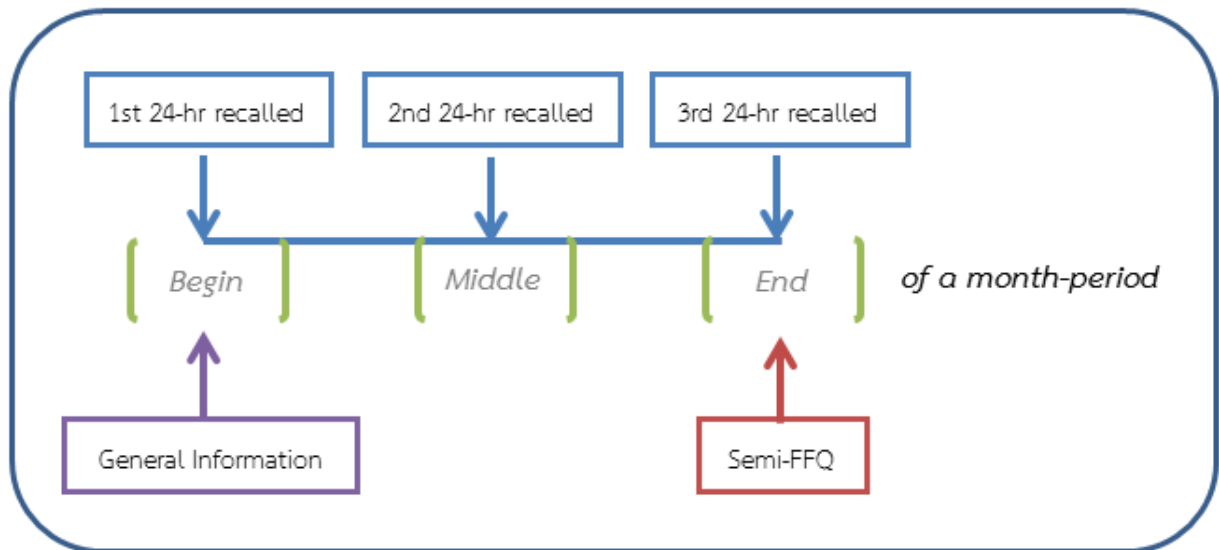 1st 24-hr recalled
2nd 24-hr recalled
3rd 24-hr recalled
Begin
Middle
End
of a month-period
General Information
Semi-FFQ